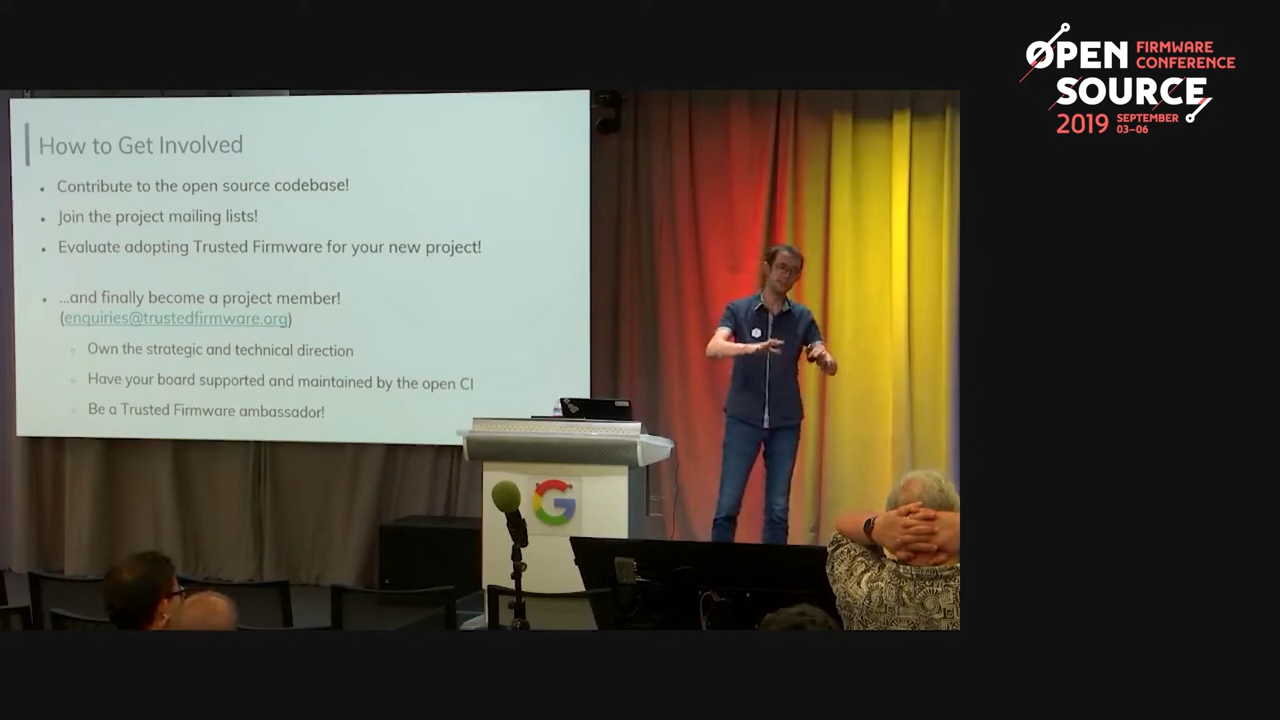 How to Get Involved
• Contribute to the open source codebase!
• Join the project mailing lists!
• Evaluate adopting Trusted Firmware for your new project!
• ...and finally become a project member!
(enquiries@trustedfirmware.org)
○ Own the strategic and technical direction
○ Have your board supported and maintained by the open CI
○ Be a Trusted Firmware ambassador!
G
OPEN FIRMWARE
CONFERENCE
SOURCE
2019 SEPTEMBER
03–06